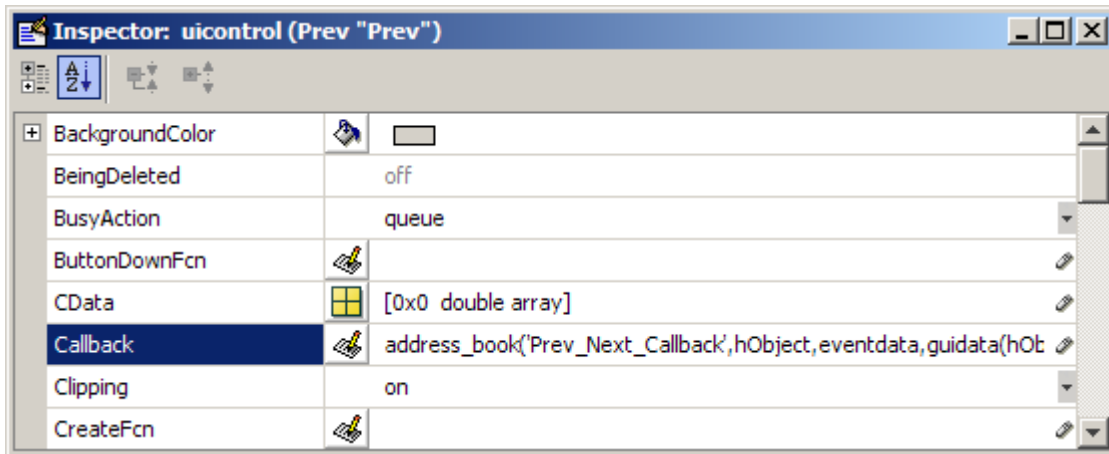 Inspector: uicontrol (Prev "Prev")
BackgroundColor
BeingDeleted off
BusyAction queue
ButtonDownFcn
CData [0x0 double array]
Callback address_book('Prev_Next_Callback',hObject,eventdata,guidata(hOb
Clipping on
CreateFcn